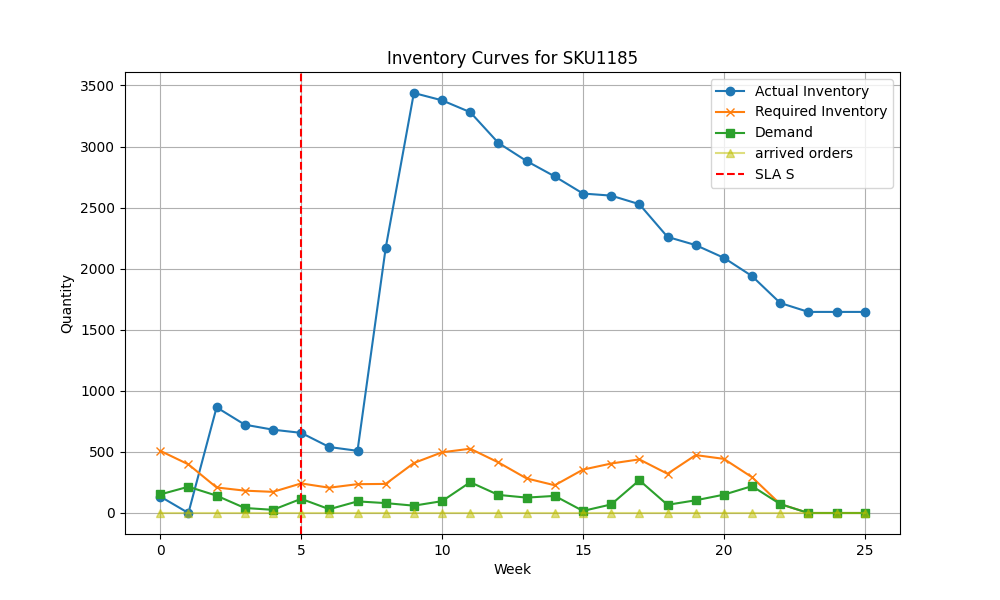 Inventory Curves for SKU1185
Quantity
3500
3000
2500
2000
1500
1000
500
0
0 5 10 15 20 25
Week
Actual Inventory
Required Inventory
Demand
arrived orders
SLA S